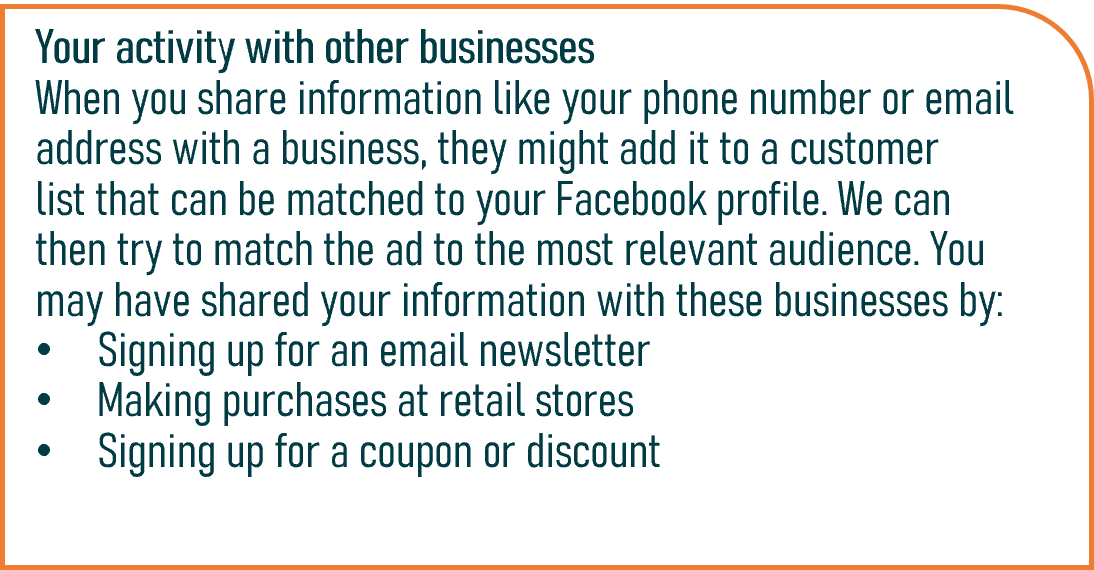 Your activity with other businesses
When you share information like your phone number or email
address with a business, they might add it to a customer
list that can be matched to your Facebook profile. We can
then try to match the ad to the most relevant audience. You
may have shared your information with these businesses by:
• Signing up for an email newsletter
• Making purchases at retail stores
• Signing up for a coupon or discount